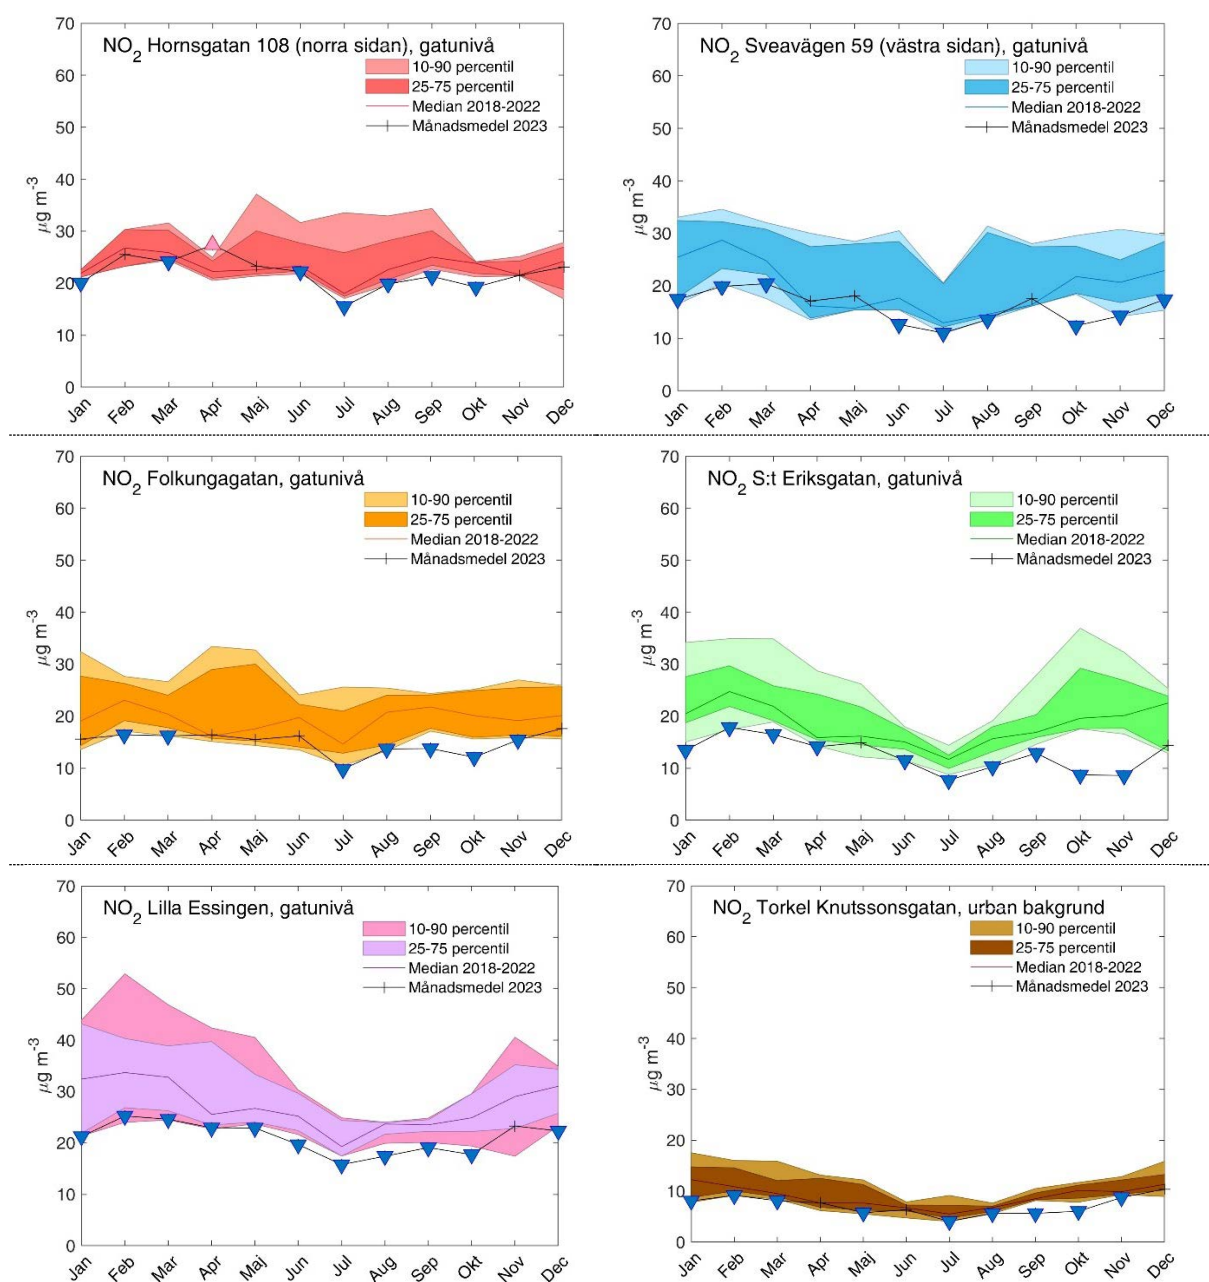 NO2 Hornsgatan 108 (norra sidan), gatunivå
10-90 percentil
25-75 percentil
Median 2018-2022
Månadsmedel 2023
µg m-3
70
60
50
40
30
20
10
0
Jan Feb Mar Apr Maj Jun Jul Aug Sep Okt Nov Dec
NO2 Sveavägen 59 (västra sidan), gatunivå
10-90 percentil
25-75 percentil
Median 2018-2022
Månadsmedel 2023
µg m-3
70
60
50
40
30
20
10
0
Jan Feb Mar Apr Maj Jun Jul Aug Sep Okt Nov Dec
NO2 Folkungagatan, gatunivå
10-90 percentil
25-75 percentil
Median 2018-2022
Månadsmedel 2023
µg m-3
70
60
50
40
30
20
10
0
Jan Feb Mar Apr Maj Jun Jul Aug Sep Okt Nov Dec
NO2 S:t Eriksgatan, gatunivå
10-90 percentil
25-75 percentil
Median 2018-2022
Månadsmedel 2023
µg m-3
70
60
50
40
30
20
10
0
Jan Feb Mar Apr Maj Jun Jul Aug Sep Okt Nov Dec
NO2 Lilla Essingen, gatunivå
10-90 percentil
25-75 percentil
Median 2018-2022
Månadsmedel 2023
µg m-3
70
60
50
40
30
20
10
0
Jan Feb Mar Apr Maj Jun Jul Aug Sep Okt Nov Dec
NO2 Torkel Knutssonsgatan, urban bakgrund
10-90 percentil
25-75 percentil
Median 2018-2022
Månadsmedel 2023
µg m-3
70
60
50
40
30
20
10
0
Jan Feb Mar Apr Maj Jun Jul Aug Sep Okt Nov Dec